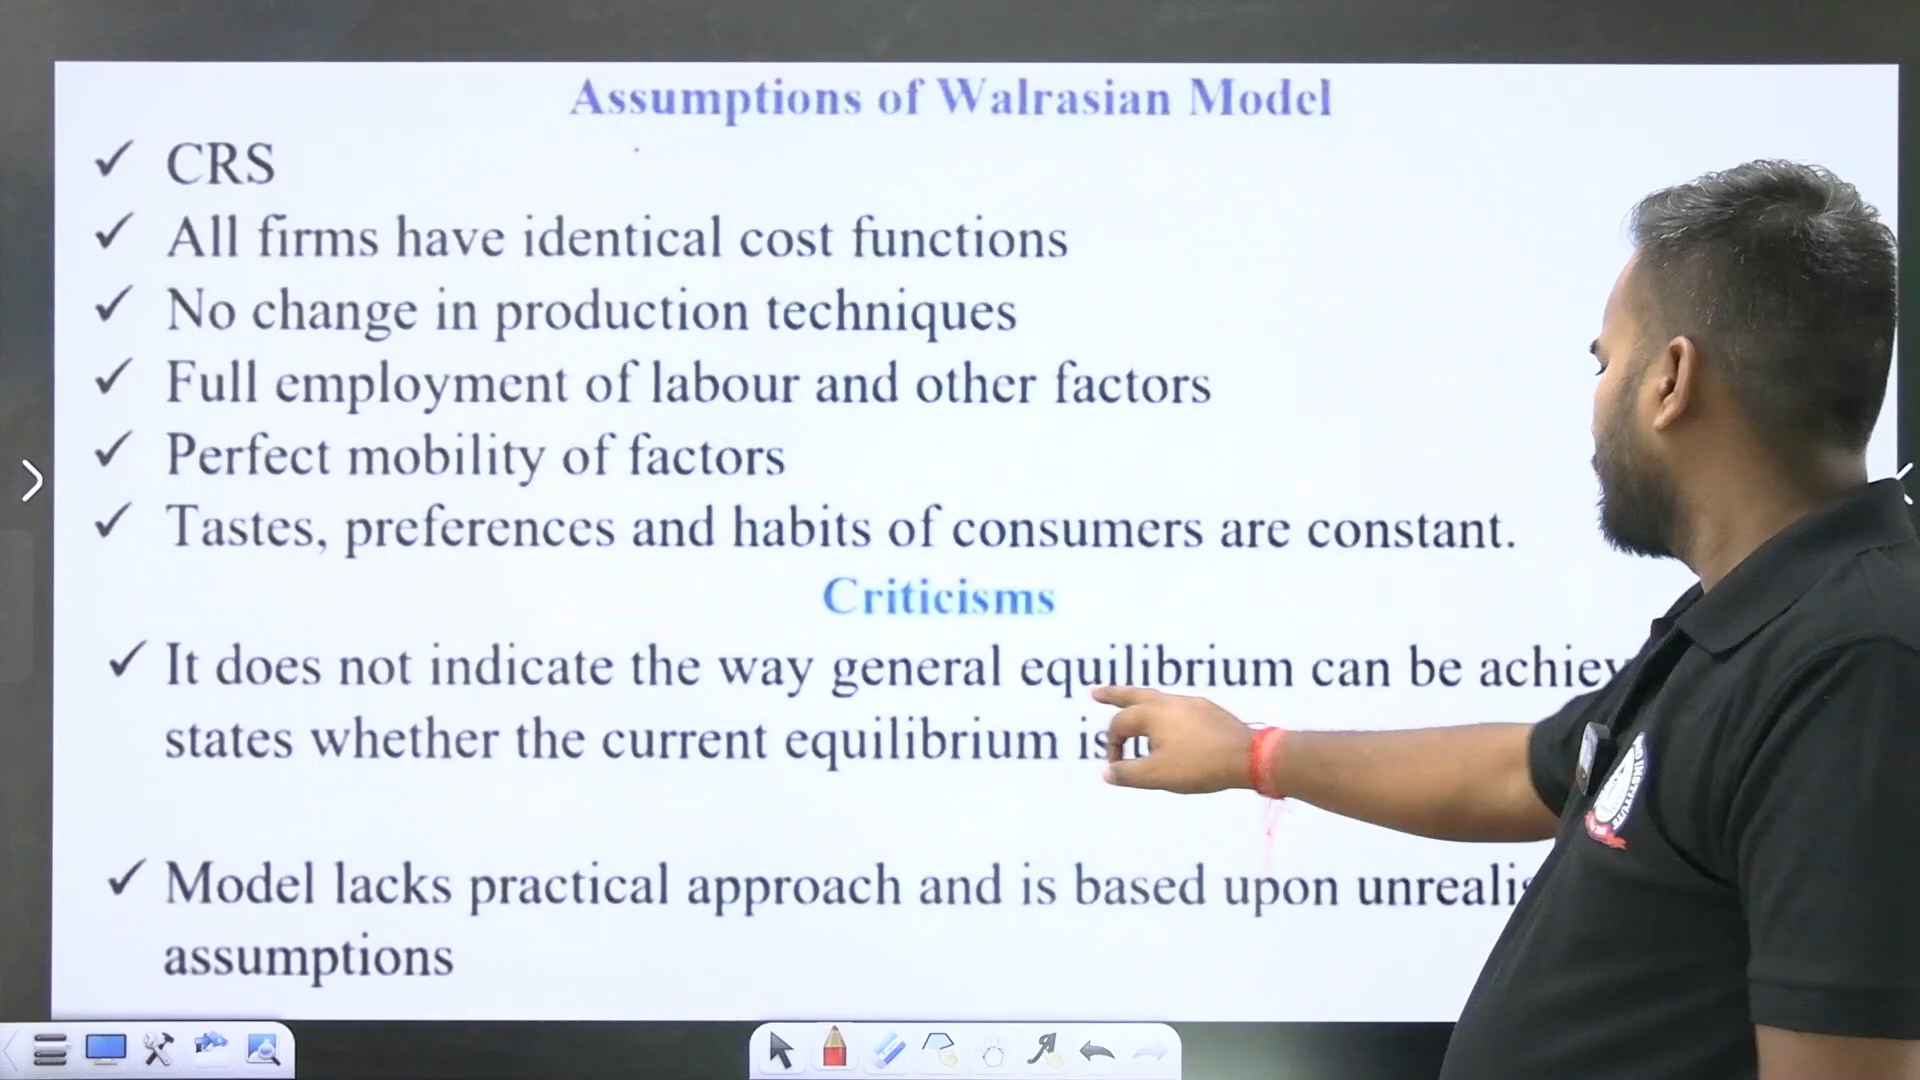 Assumptions of Walrasian Model
✓ CRS
✓ All firms have identical cost functions
✓ No change in production techniques
✓ Full employment of labour and other factors
✓ Perfect mobility of factors
✓ Tastes, preferences and habits of consumers are constant.
Criticisms
✓ It does not indicate the way general equilibrium can be
states whether the current equilibrium is
✓ Model lacks practical approach and is based upon
assumptions
INSTITUTE